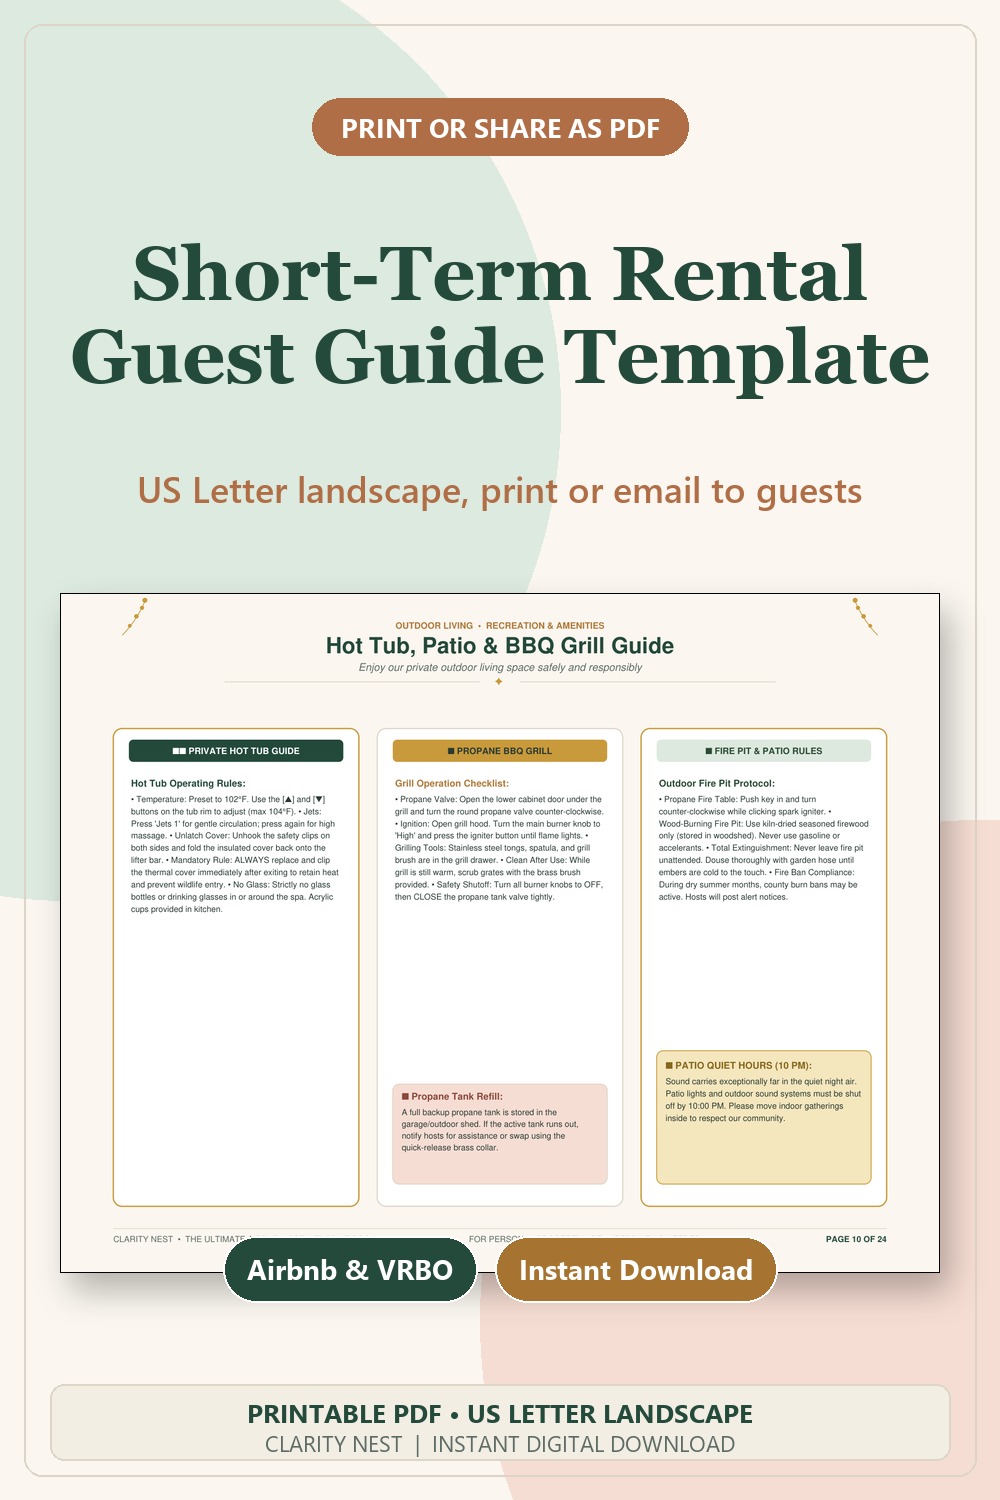 PRINT OR SHARE AS PDF
Short-Term Rental
Guest Guide Template
US Letter landscape, print or email to guests
OUTDOOR LIVING • RECREATION & AMENITIES
Hot Tub, Patio & BBQ Grill Guide
Enjoy our private outdoor living space safely and responsibly
■■ PRIVATE HOT TUB GUIDE
Hot Tub Operating Rules:
• Temperature: Preset to 102°F. Use the [▲] and [▼]
buttons on the tub rim to adjust (max 104°F). • Jets:
Press 'Jets 1' for gentle circulation; press again for high
massage. • Unlatch Cover: Unhook the safety clips on
both sides and fold the insulated cover back onto the
lifter bar. • Mandatory Rule: ALWAYS replace and clip
the thermal cover immediately after exiting to retain heat
and prevent wildlife entry. • No Glass: Strictly no glass
bottles or drinking glasses in or around the spa. Acrylic
cups provided in kitchen.
■ PROPANE BBQ GRILL
Grill Operation Checklist:
• Propane Valve: Open the lower cabinet door under the
grill and turn the round propane valve counter-clockwise.
• Ignition: Open grill hood. Turn the main burner knob to
'High' and press the igniter button until flame lights. •
Grilling Tools: Stainless steel tongs, spatula, and grill
brush are in the grill drawer. • Clean After Use: While
grill is still warm, scrub grates with the brass brush
provided. • Safety Shutoff: Turn all burner knobs to OFF,
then CLOSE the propane tank valve tightly.
■ Propane Tank Refill:
A full backup propane tank is stored in the
garage/outdoor shed. If the active tank runs out,
notify hosts for assistance or swap using the
quick-release brass collar.
■ FIRE PIT & PATIO RULES
Outdoor Fire Pit Protocol:
• Propane Fire Table: Push key in and turn
counter-clockwise while clicking spark igniter. •
Wood-Burning Fire Pit: Use kiln-dried seasoned firewood
only (stored in woodshed). Never use gasoline or
accelerants. • Total Extinguishment: Never leave fire pit
unattended. Douse thoroughly with garden hose until
embers are cold to the touch. • Fire Ban Compliance:
During dry summer months, county burn bans may be
active. Hosts will post alert notices.
■ PATIO QUIET HOURS (10 PM):
Sound carries exceptionally far in the quiet night air.
Patio lights and outdoor sound systems must be shut
off by 10:00 PM. Please move indoor gatherings
inside to respect our community.
CLARITY NEST • THE ULTIMATE
FOR
PAGE 10 OF 24
Airbnb & VRBO
Instant Download
PRINTABLE PDF • US LETTER LANDSCAPE
CLARITY NEST | INSTANT DIGITAL DOWNLOAD